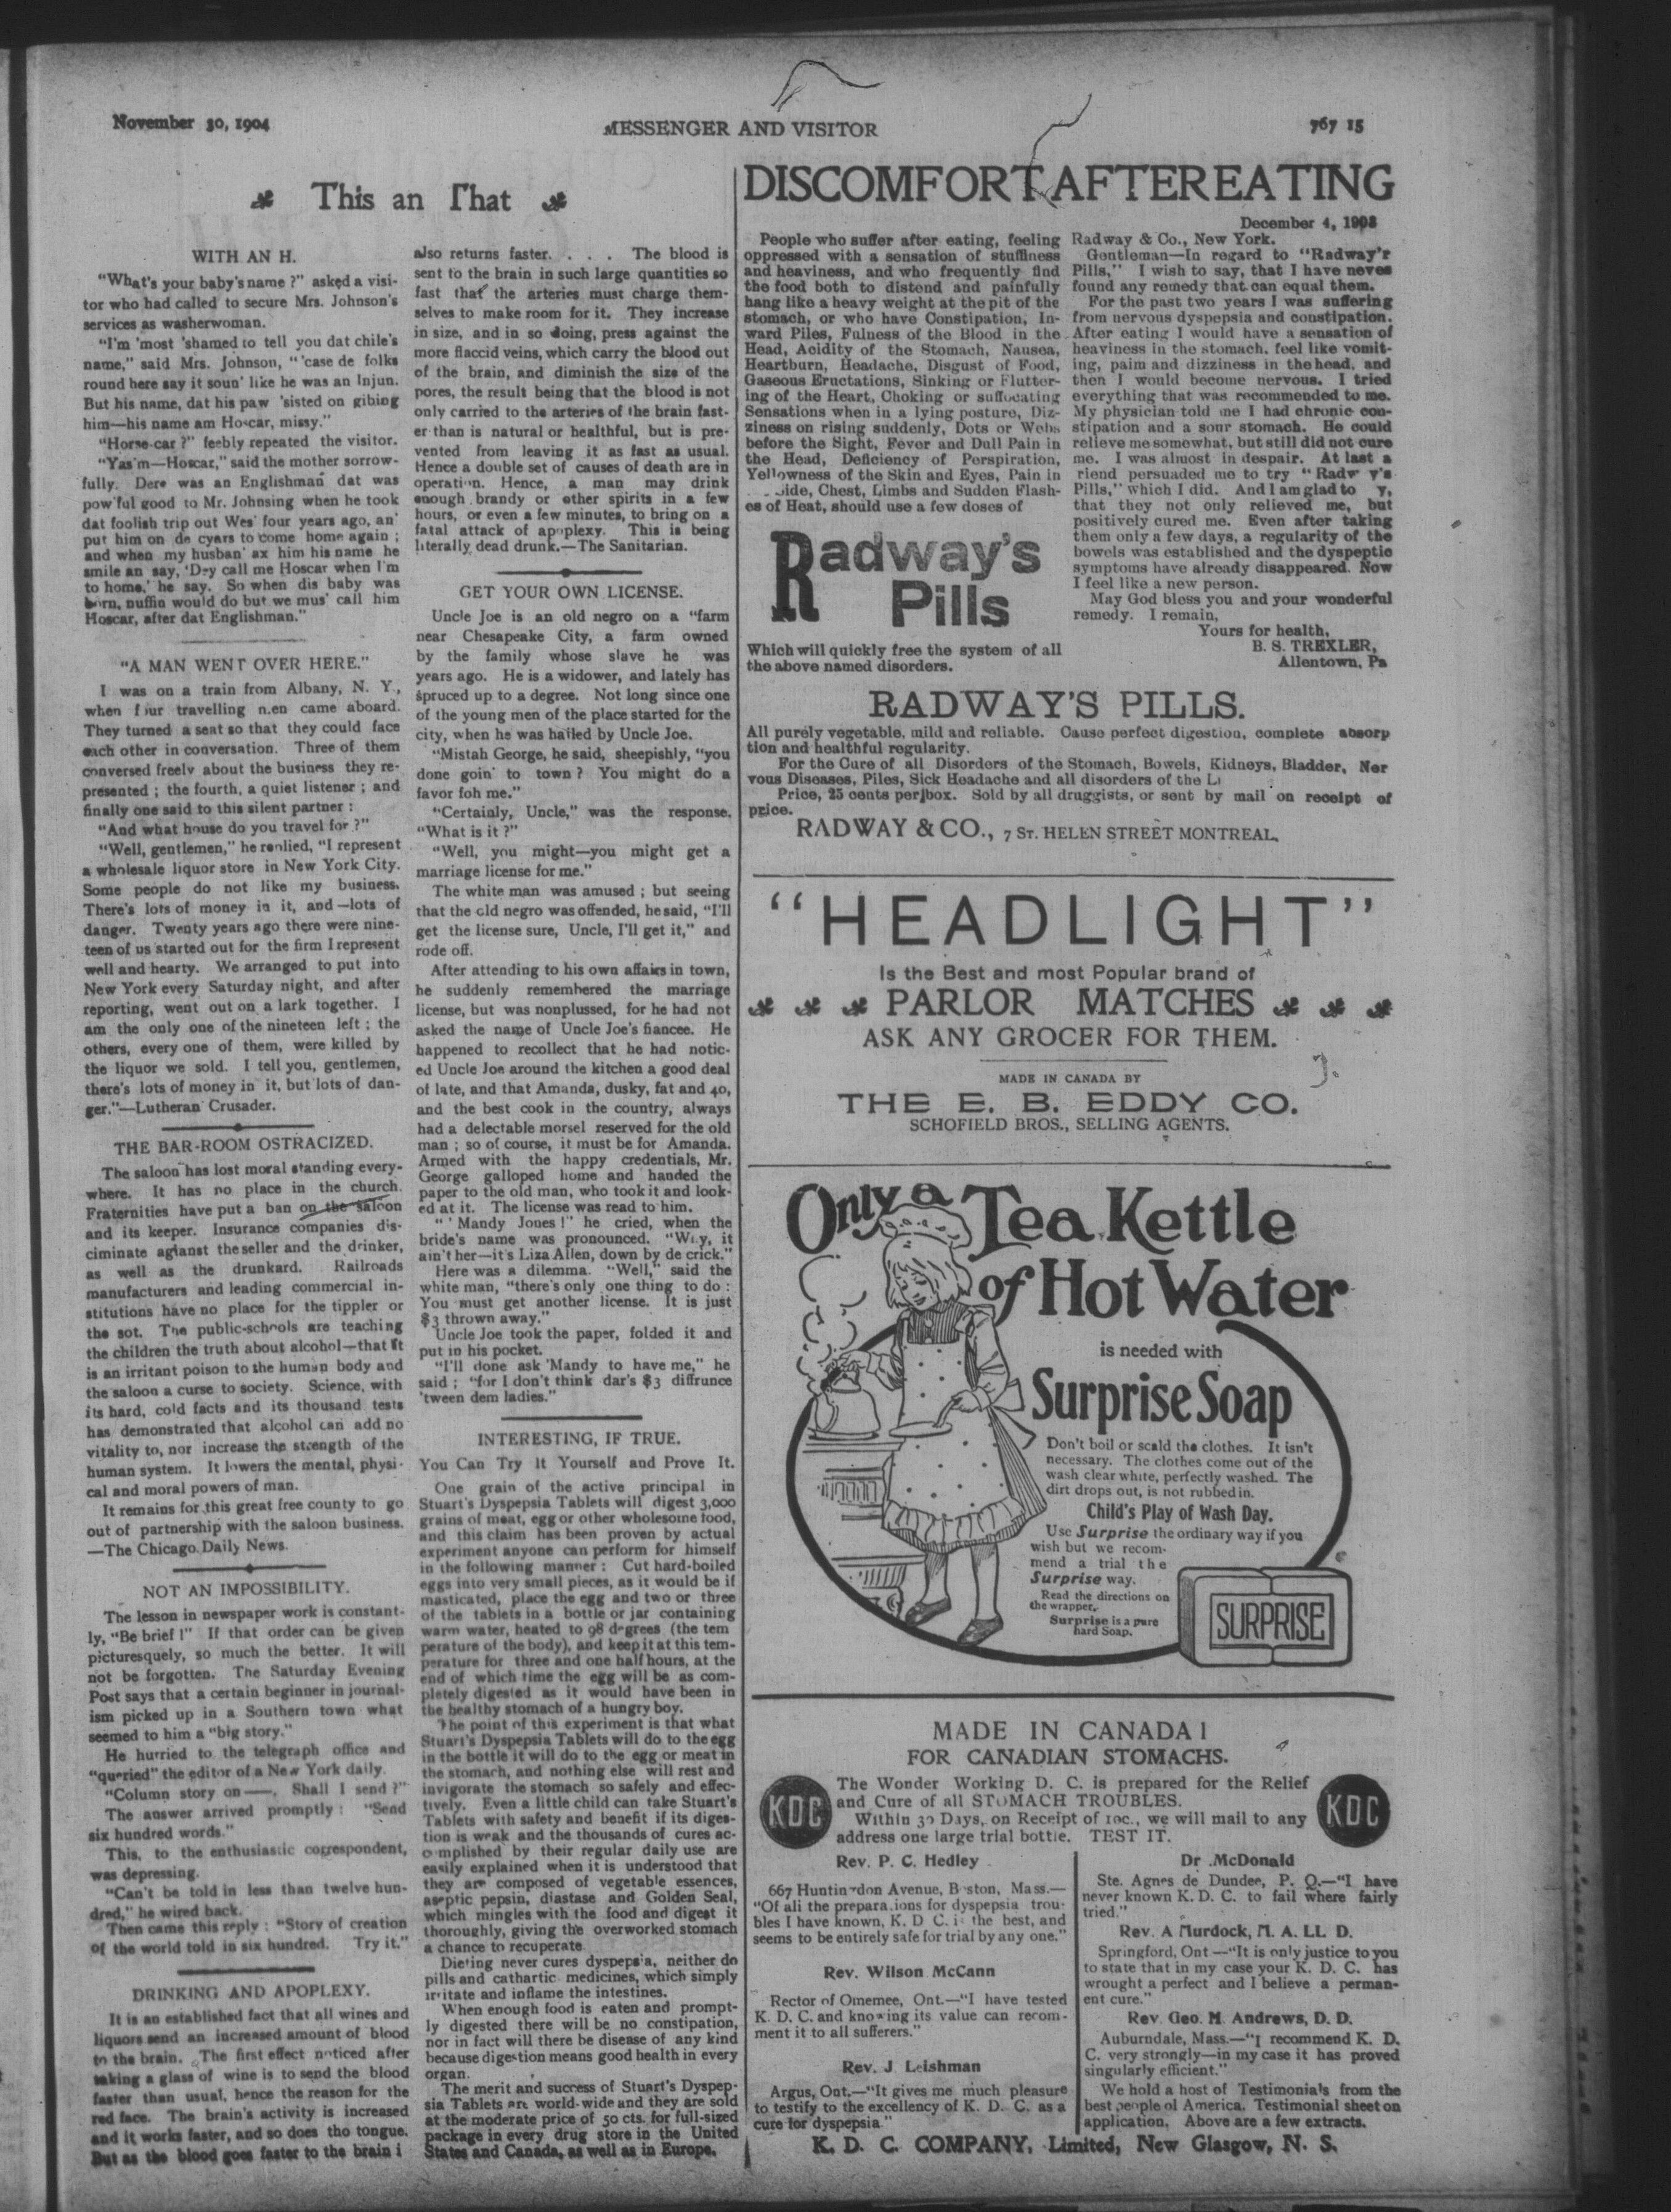 November 30, 1904
MESSENGER AND VISITOR
767 15
This an That
WITH AN H.
"What's your baby's name ?" asked a visi-
tor who had called to secure Mrs. Johnson's
services as washerwoman.
"I'm 'most 'shamed to tell you dat chile's
name," said Mrs. Johnson, " 'case de folks
round here say it soun' like he was an Injun.
But his name, dat his paw 'sisted on gibing
him—his name am Hoscar, missy."
"Horse-car ?" feebly repeated the visitor.
"Yas'm—Hoscar," said the mother sorrow-
fully. Dere was an Englishman dat was
pow'ful good to Mr. Johnsing when he took
dat foolish trip out Wes' four years ago, an'
put him on de cyars to come home again ;
and when my husban' ax him his name he
smile an say, 'Dey call me Hoscar when I'm
to home,' he say. So when dis baby was
born, nuffin would do but we mus' call him
Hoscar, after dat Englishman."
"A MAN WENT OVER HERE."
I was on a train from Albany, N. Y.,
when four travelling men came aboard.
They turned a seat so that they could face
each other in conversation. Three of them
conversed freely about the business they re-
presented ; the fourth, a quiet listener ; and
finally one said to this silent partner :
"And what house do you travel for ?"
"Well, gentlemen," he replied, "I represent
a wholesale liquor store in New York City.
Some people do not like my business.
There's lots of money in it, and—lots of
danger. Twenty years ago there were nine-
teen of us started out for the firm I represent
well and hearty. We arranged to put into
New York every Saturday night, and after
reporting, went out on a lark together. I
am the only one of the nineteen left ; the
others, every one of them, were killed by
the liquor we sold. I tell you, gentlemen,
there's lots of money in it, but lots of dan-
ger."—Lutheran Crusader.
THE BAR-ROOM OSTRACIZED.
The saloon has lost moral standing every-
where. It has no place in the church.
Fraternities have put a ban on the saloon
and its keeper. Insurance companies dis-
ciminate agianst the seller and the drinker,
as well as the drunkard. Railroads
manufacturers and leading commercial in-
stitutions have no place for the tippler or
the sot. The public-schools are teaching
the children the truth about alcohol—that it
is an irritant poison to the human body and
the saloon a curse to society. Science, with
its hard, cold facts and its thousand tests
has demonstrated that alcohol can add no
vitality to, nor increase the strength of the
human system. It lowers the mental, physi-
cal and moral powers of man.
It remains for this great free county to go
out of partnership with the saloon business.
—The Chicago Daily News.
NOT AN IMPOSSIBILITY.
The lesson in newspaper work is constant-
ly, "Be brief !" If that order can be given
picturesquely, so much the better. It will
not be forgotten. The Saturday Evening
Post says that a certain beginner in journal-
ism picked up in a Southern town what
seemed to him a "big story."
He hurried to the telegraph office and
"queried" the editor of a New York daily.
"Column story on ——. Shall I send ?"
The answer arrived promptly : "Send
six hundred words."
This, to the enthusiastic correspondent,
was depressing.
"Can't be told in less than twelve hun-
dred," he wired back.
Then came this reply : "Story of creation
of the world told in six hundred. Try it."
DRINKING AND APOPLEXY.
It is an established fact that all wines and
liquors send an increased amount of blood
to the brain. The first effect noticed after
taking a glass of wine is to send the blood
faster than usual, hence the reason for the
red face. The brain's activity is increased
and it works faster, and so does tho tongue.
But as the blood goes faster to the brain i
also returns faster. . . . The blood is
sent to the brain in such large quantities so
fast that the arteries must charge them-
selves to make room for it. They increase
in size, and in so doing, press against the
more flaccid veins, which carry the blood out
of the brain, and diminish the size of the
pores, the result being that the blood is not
only carried to the arteries of the brain fast-
er than is natural or healthful, but is pre-
vented from leaving it as fast as usual.
Hence a double set of causes of death are in
operation. Hence, a man may drink
enough brandy or other spirits in a few
hours, or even a few minutes, to bring on a
fatal attack of apoplexy. This is being
literally dead drunk.—The Sanitarian.
GET YOUR OWN LICENSE.
Uncle Joe is an old negro on a "farm
near Chesapeake City, a farm owned
by the family whose slave he was
years ago. He is a widower, and lately has
spruced up to a degree. Not long since one
of the young men of the place started for the
city, when he was hailed by Uncle Joe.
"Mistah George, he said, sheepishly, "you
done goin' to town ? You might do a
favor foh me."
"Certainly, Uncle," was the response.
"What is it ?"
"Well, you might—you might get a
marriage license for me."
The white man was amused ; but seeing
that the old negro was offended, he said, "I'll
get the license sure, Uncle, I'll get it," and
rode off.
After attending to his own affairs in town,
he suddenly remembered the marriage
license, but was nonplussed, for he had not
asked the name of Uncle Joe's fiancee. He
happened to recollect that he had notic-
ed Uncle Joe around the kitchen a good deal
of late, and that Amanda, dusky, fat and 40,
and the best cook in the country, always
had a delectable morsel reserved for the old
man ; so of course, it must be for Amanda.
Armed with the happy credentials, Mr.
George galloped home and handed the
paper to the old man, who took it and look-
ed at it. The license was read to him.
" ' Mandy Jones !" he cried, when the
bride's name was pronounced. "Why, it
ain't her—it s Liza Allen, down by de crick."
Here was a dilemma. "Well," said the
white man, "there's only one thing to do :
You must get another license. It is just
$3 thrown away."
Uncle Joe took the paper, folded it and
put in his pocket.
"I'll done ask 'Mandy to have me," he
said ; "for I don't think dar's $3 diffrunce
'tween dem ladies."
INTERESTING, IF TRUE.
You Can Try It Yourself and Prove It.
One grain of the active principal in
Stuart's Dyspepsia Tablets will digest 3,000
grains of meat, egg or other wholesome food,
and this claim has been proven by actual
experiment anyone can perform for himself
in the following manner : Cut hard-boiled
eggs into very small pieces, as it would be if
masticated, place the egg and two or three
of the tablets in a bottle or jar containing
warm water, heated to 98 degrees (the tem
perature of the body), and keep it at this tem-
perature for three and one half hours, at the
end of which time the egg will be as com-
pletely digested as it would have been in
the healthy stomach of a hungry boy.
The point of this experiment is that what
Stuart's Dyspepsia Tablets will do to the egg
in the bottle it will do to the egg or meat in
the stomach, and nothing else will rest and
invigorate the stomach so safely and effec-
tively. Even a little child can take Stuart's
Tablets with safety and benefit if its diges-
tion is weak and the thousands of cures ac-
complished by their regular daily use are
easily explained when it is understood that
they are composed of vegetable essences,
aseptic pepsin, diastase and Golden Seal,
which mingles with the food and digest it
thoroughly, giving the overworked stomach
a chance to recuperate
Dieting never cures dyspepsia, neither do
pills and cathartic medicines, which simply
irritate and inflame the intestines.
When enough food is eaten and prompt-
ly digested there will be no constipation,
nor in fact will there be disease of any kind
because digestion means good health in every
organ.
The merit and success of Stuart's Dyspep-
sia Tablets are world-wide and they are sold
at the moderate price of 50 cts. for full-sized
package in every drug store in the United
States and Canada, as well as in Europe.
DISCOMFORT AFTER EATING
People who suffer after eating, feeling
oppressed with a sensation of stuffiness
and heaviness, and who frequently find
the food both to distend and painfully
hang like a heavy weight at the pit of the
stomach, or who have Constipation, In-
ward Piles, Fulness of the Blood in the
Head, Acidity of the Stomach, Nausea,
Heartburn, Headache, Disgust of Food,
Gaseous Eructations, Sinking or Flutter-
ing of the Heart, Choking or suffocating
Sensations when in a lying posture, Diz-
ziness on rising suddenly, Dots or Webs
before the Sight, Fever and Dull Pain in
the Head, Deficiency of Perspiration,
Yellowness of the Skin and Eyes, Pain in
side, Chest, Limbs and Sudden Flash-
es of Heat, should use a few doses of
Radway's
Pills
Which will quickly free the system of all
the above named disorders.
December 4, 1903
Radway & Co., New York.
Gentleman—In regard to "Radway'r
Pills," I wish to say, that I have neves
found any remedy that can equal them.
For the past two years I was suffering
from nervous dyspepsia and constipation.
After eating I would have a sensation of
heaviness in the stomach. feel like vomit-
ing, paim and dizziness in the head, and
then I would become nervous. I tried
everything that was recommended to me.
My physician told me I had chronic con-
stipation and a sour stomach. He could
relieve me somewhat, but still did not cure
me. I was almost in despair. At last a
riend persuaded me to try " Radw y's
Pills," which I did. And I am glad to y,
that they not only relieved me, but
positively cured me. Even after taking
them only a few days, a regularity of the
bowels was established and the dyspeptic
symptoms have already disappeared. Now
I feel like a new person.
May God bless you and your wonderful
remedy. I remain,
Yours for health,
B. S. TREXLER,
Allentown, Pa
RADWAY'S PILLS.
All purely vegetable, mild and reliable. Cause perfect digestion, complete absorp
tion and healthful regularity.
For the Cure of all Disorders of the Stomach, Bowels, Kidneys, Bladder, Ner
vous Diseases, Piles, Sick Headache and all disorders of the Li
Price, 25 cents per box. Sold by all druggists, or sent by mail on receipt of
price.
RADWAY & CO., 7 ST. HELEN STREET MONTREAL.
"HEADLIGHT"
Is the Best and most Popular brand of
PARLOR MATCHES
ASK ANY GROCER FOR THEM.
MADE IN CANADA BY
THE E. B. EDDY CO.
SCHOFIELD BROS., SELLING AGENTS.
Only a Tea Kettle
of Hot Water
is needed with
Surprise Soap
Don't boil or scald the clothes. It isn't
necessary. The clothes come out of the
wash clear white, perfectly washed. The
dirt drops out, is not rubbed in.
Child's Play of Wash Day.
Use Surprise the ordinary way if you
wish but we recom-
mend a trial the
Surprise way.
Read the directions on
the wrapper.
Surprise is a pure
hard Soap.
SURPRISE
MADE IN CANADA !
FOR CANADIAN STOMACHS.
KDC
The Wonder Working D. C. is prepared for the Relief
and Cure of all STOMACH TROUBLES.
Within 30 Days, on Receipt of 10c., we will mail to any
address one large trial bottle. TEST IT.
KDC
Rev. P. C. Hedley
667 Huntingdon Avenue, Boston, Mass.—
"Of all the preparations for dyspepsia trou-
bles I have known, K. D C. is the best, and
seems to be entirely safe for trial by any one."
Rev. Wilson McCann
Rector of Omemee, Ont.—"I have tested
K. D. C. and knowing its value can recom-
ment it to all sufferers."
Rev. J Leishman
Argus, Ont.—"It gives me much pleasure
to testify to the excellency of K. D. C. as a
cure for dyspepsia."
Dr .McDonald
Ste. Agnes de Dundee, P. Q.—"I have
never known K. D. C. to fail where fairly
tried."
Rev. A Murdock, M. A. LL D.
Springford, Ont —"It is only justice to you
to state that in my case your K. D. C. has
wrought a perfect and I believe a perman-
ent cure."
Rev. Geo. M. Andrews, D. D.
Auburndale, Mass.—"I recommend K. D.
C. very strongly—in my case it has proved
singularly efficient."
We hold a host of Testimonials from the
best people of America. Testimonial sheet on
application. Above are a few extracts.
K. D. C. COMPANY, Limited, New Glasgow, N. S.